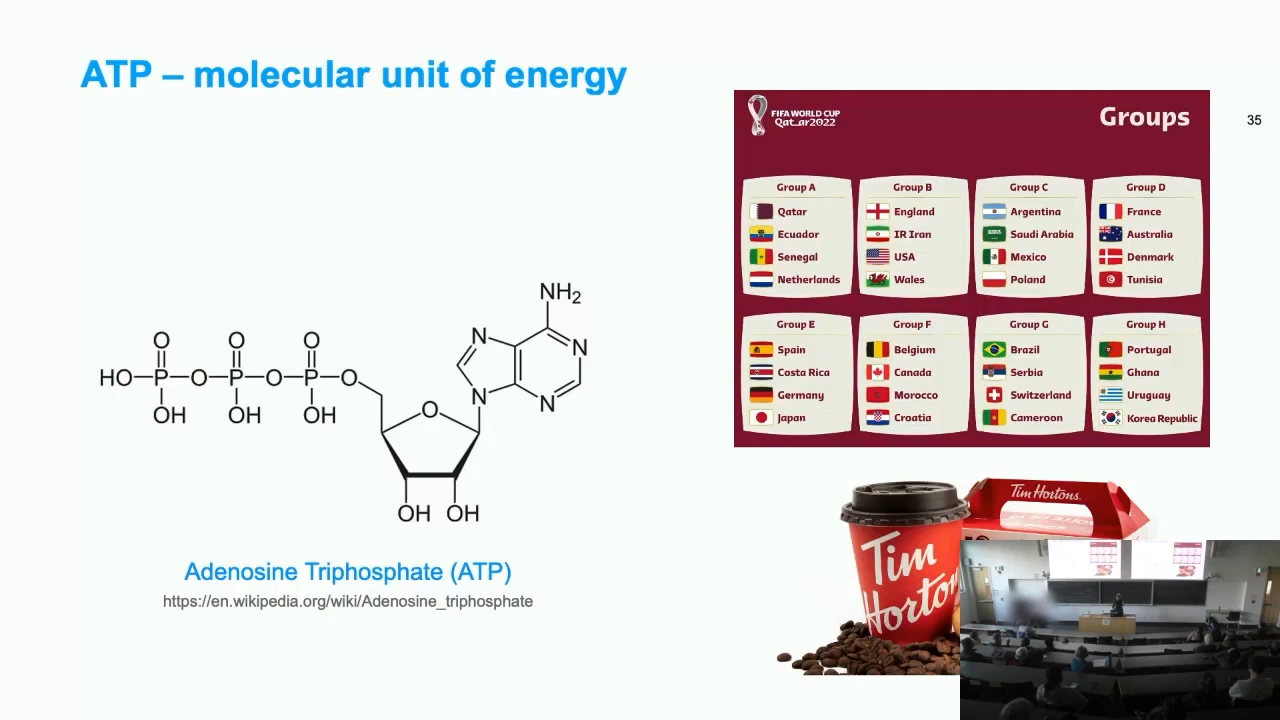 ATP – molecular unit of energy
35
FIFA WORLD CUP
Qatar2022
Groups
Group A
Qatar
Ecuador
Senegal
Netherlands
Group B
England
IR Iran
USA
Wales
Group C
Argentina
Saudi Arabia
Mexico
Poland
Group D
France
Australia
Denmark
Tunisia
Group E
Spain
Costa Rica
Germany
Japan
Group F
Belgium
Canada
Morocco
Croatia
Group G
Brazil
Serbia
Switzerland
Cameroon
Group H
Portugal
Ghana
Uruguay
Korea Republic
NH2
N
N
N
N
O
O
O
HO
P
O
P
O
P
O
OH
OH
OH
O
OH
OH
Adenosine Triphosphate (ATP)
https://en.wikipedia.org/wiki/Adenosine_triphosphate
Tim Hortons
Tim
Horton